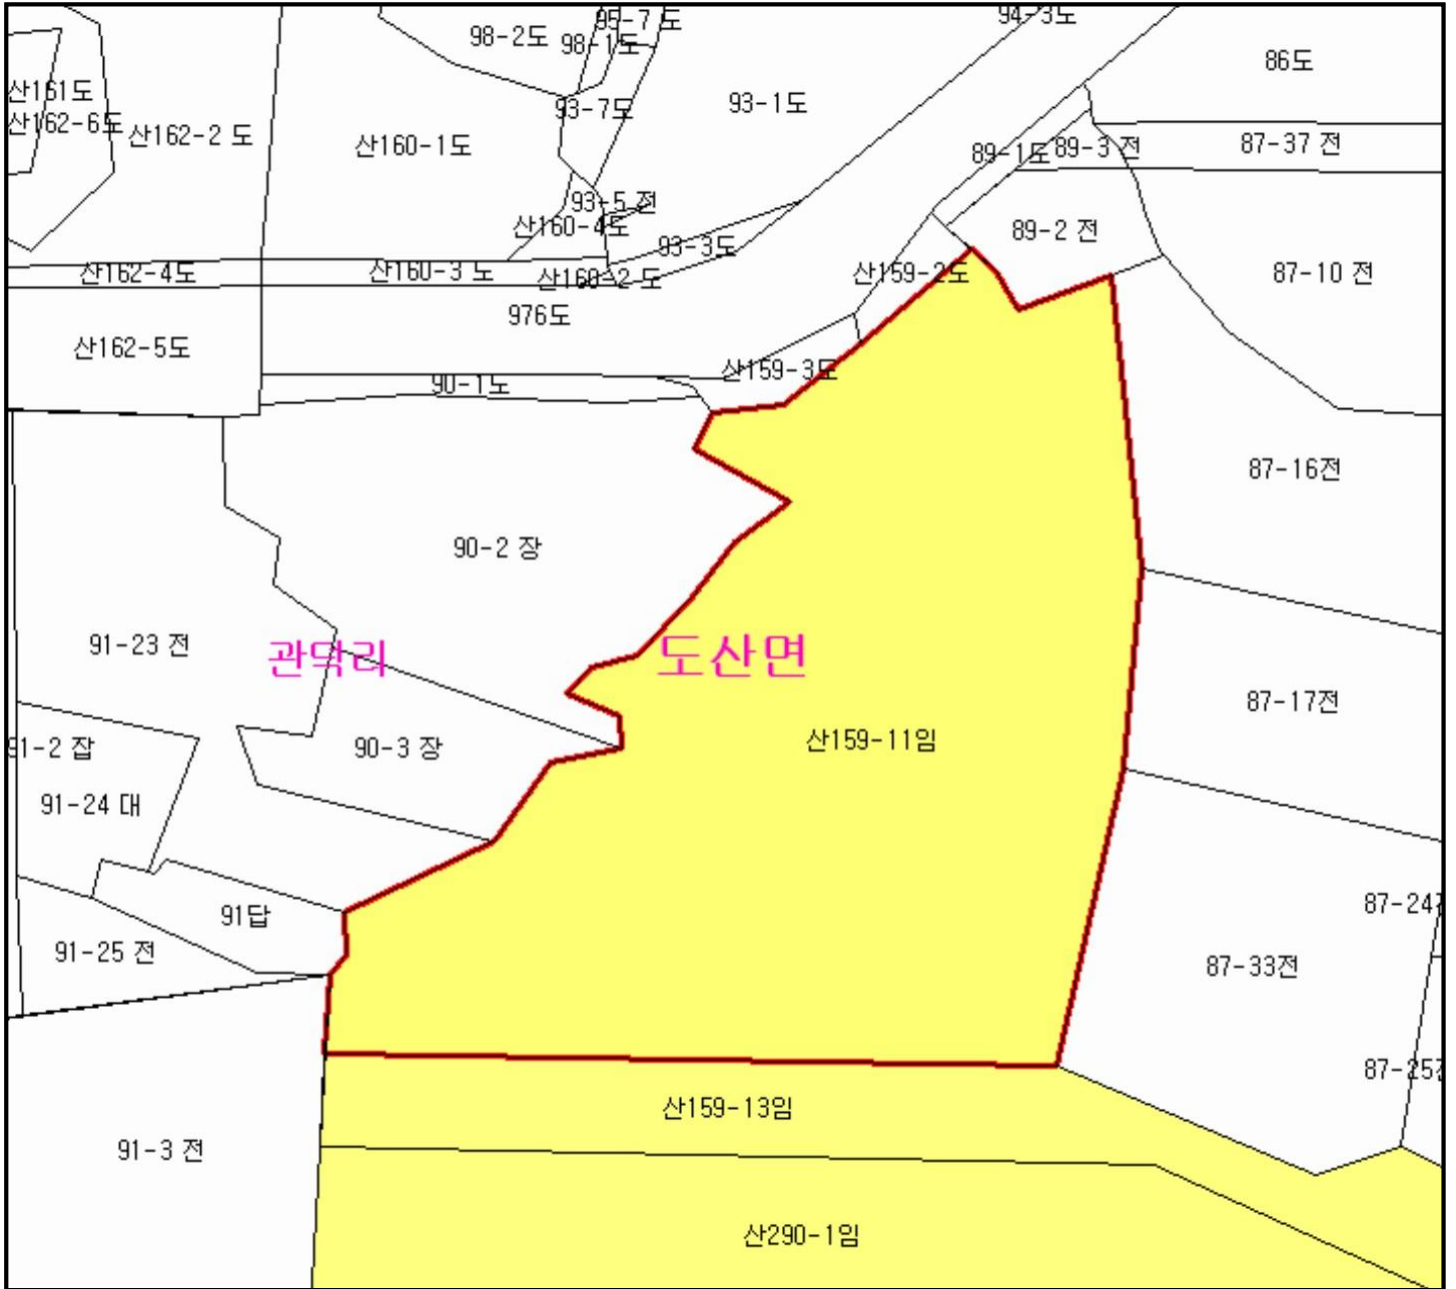 94-3도
95-7 도
98-2도
98-1도
86도
산161도
93-1도
93-7도
산162-6도
산162-2 도
산160-1도
89-1도
89-3 전
87-37 전
93-5 전
산160-4도
89-2 전
93-3도
산162-4도
산160-3 도
산160-2 도
산159-2도
87-10 전
976도
산162-5도
산159-3도
90-1도
87-16전
90-2 장
91-23 전
관덕리
도산면
87-17전
91-2 잡
90-3 장
산159-11임
91-24 대
87-24
91답
91-25 전
87-33전
87-25
산159-13임
91-3 전
산290-1임